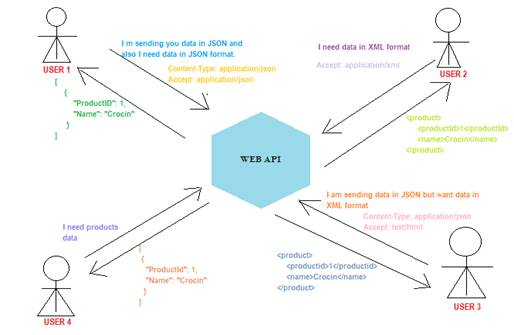 I m sending you data in JSON and
also I need data in JSON format.
Content-Type: application/json
Accept: application/json
USER 1
[
{
"ProductID": 1,
"Name": "Crocin"
}
]
I need data in XML format
Accept: application/xml
USER 2
<product>
<productId>1</productId>
<name>Crocin</name>
</product>
WEB API
I need products
data
[
{
"ProductId": 1,
"Name": "Crocin"
}
]
USER 4
I am sending data in JSON but want data in
XML format
Content-Type: application/json
Accept: text/html
<product>
<productid>1</productid>
<name>Crocin</name>
</product>
USER 3